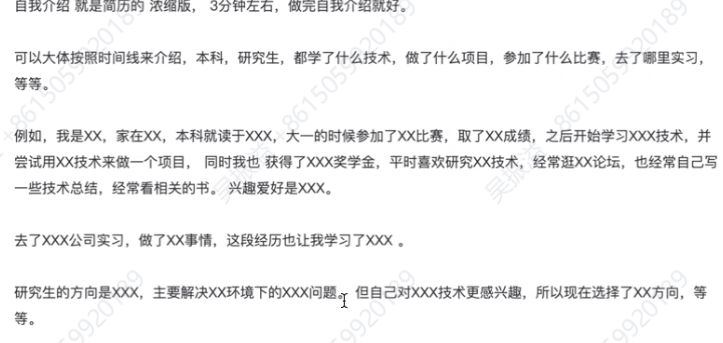 自我介绍 就是简历的 浓缩版， 3分钟左右，做完自我介绍就好。
可以大体按照时间线来介绍，本科，研究生，都学了什么技术，做了什么项目，参加了什么比赛，去了哪里实习，
等等。
例如，我是XX，家在XX，本科就读于XXX，大一的时候参加了XX比赛，取了XX成绩，之后开始学习XXX技术，并
尝试用XX技术来做一个项目， 同时我也 获得了XXX奖学金，平时喜欢研究XX技术，经常逛XX论坛，也经常自己写
一些技术总结，经常看相关的书。 兴趣爱好是XXX。
去了XXX公司实习，做了XX事情，这段经历也让我学习了XXX 。
研究生的方向是XXX，主要解决XX环境下的XXX问题。 但自己对XXX技术更感兴趣，所以现在选择了XX方向，等
等。